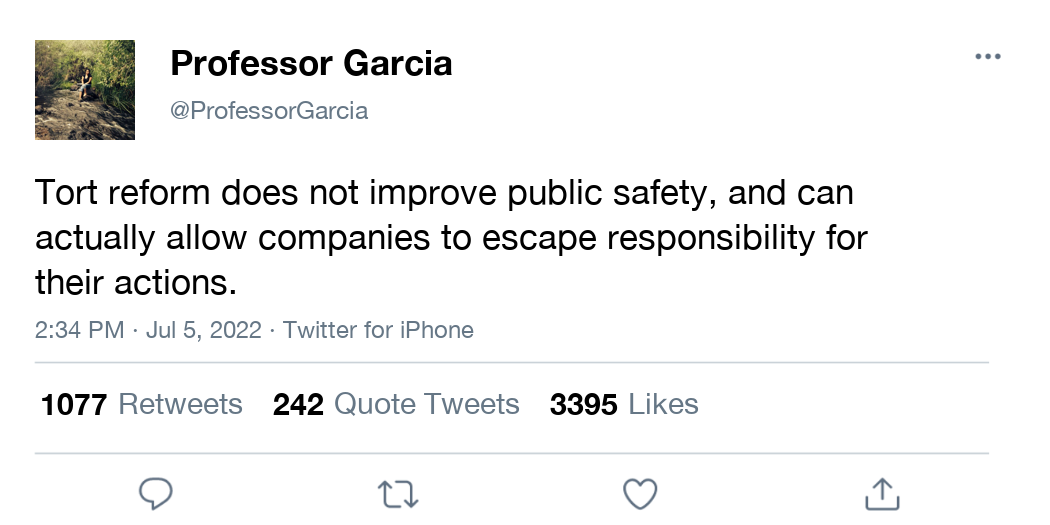 Professor Garcia
@ProfessorGarcia
Tort reform does not improve public safety, and can
actually allow companies to escape responsibility for
their actions.
2:34 PM · Jul 5, 2022 · Twitter for iPhone
1077 Retweets 242 Quote Tweets 3395 Likes